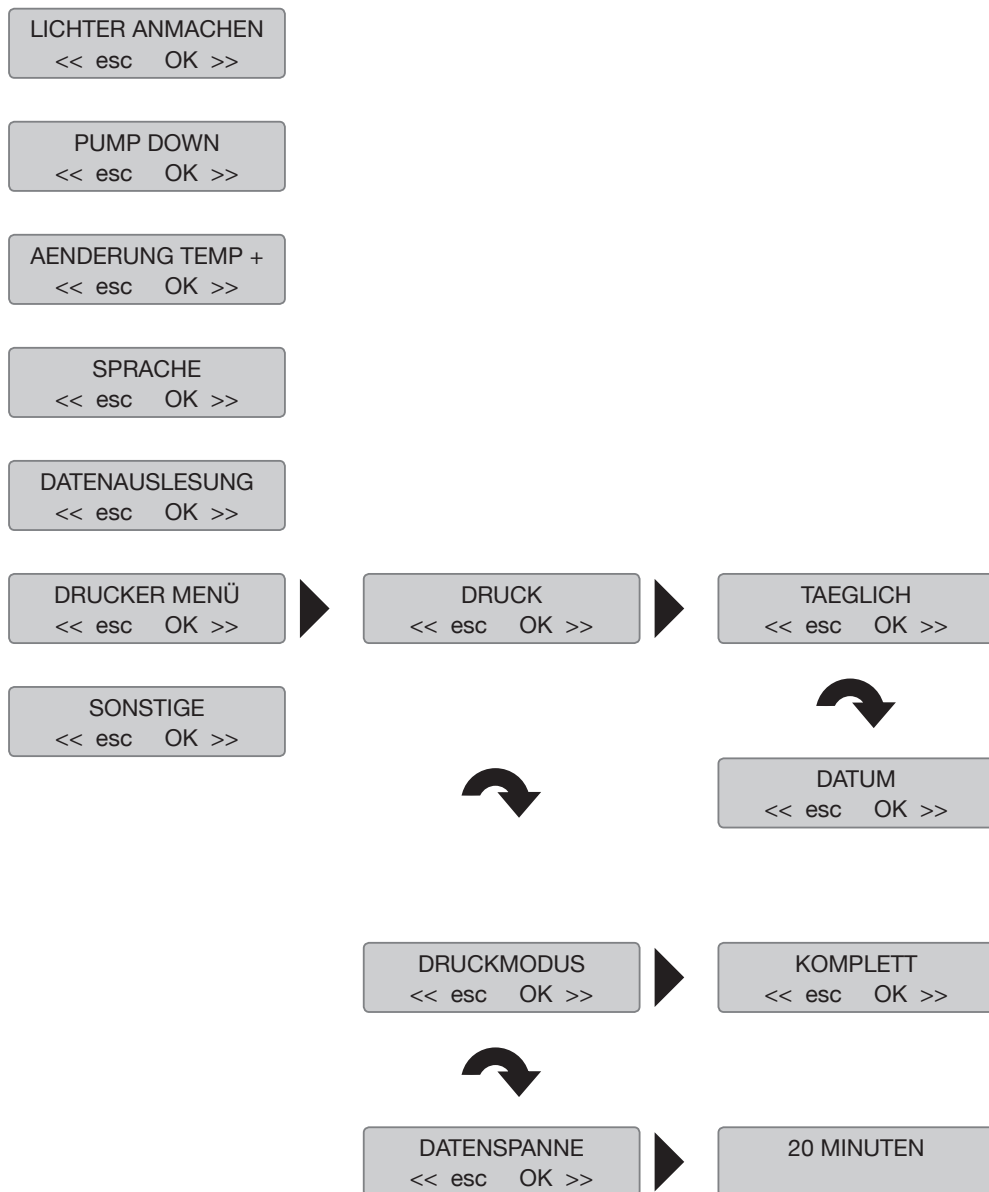 LICHTER ANMACHEN
<< esc OK >>
PUMP DOWN
<< esc OK >>
AENDERUNG TEMP +
<< esc OK >>
SPRACHE
<< esc OK >>
DATENAUSLESUNG
<< esc OK >>
DRUCKER MENÜ
<< esc OK >>
DRUCK
<< esc OK >>
TAEGLICH
<< esc OK >>
SONSTIGE
<< esc OK >>
DATUM
<< esc OK >>
DRUCKMODUS
<< esc OK >>
KOMPLETT
<< esc OK >>
DATENSPANNE
<< esc OK >>
20 MINUTEN